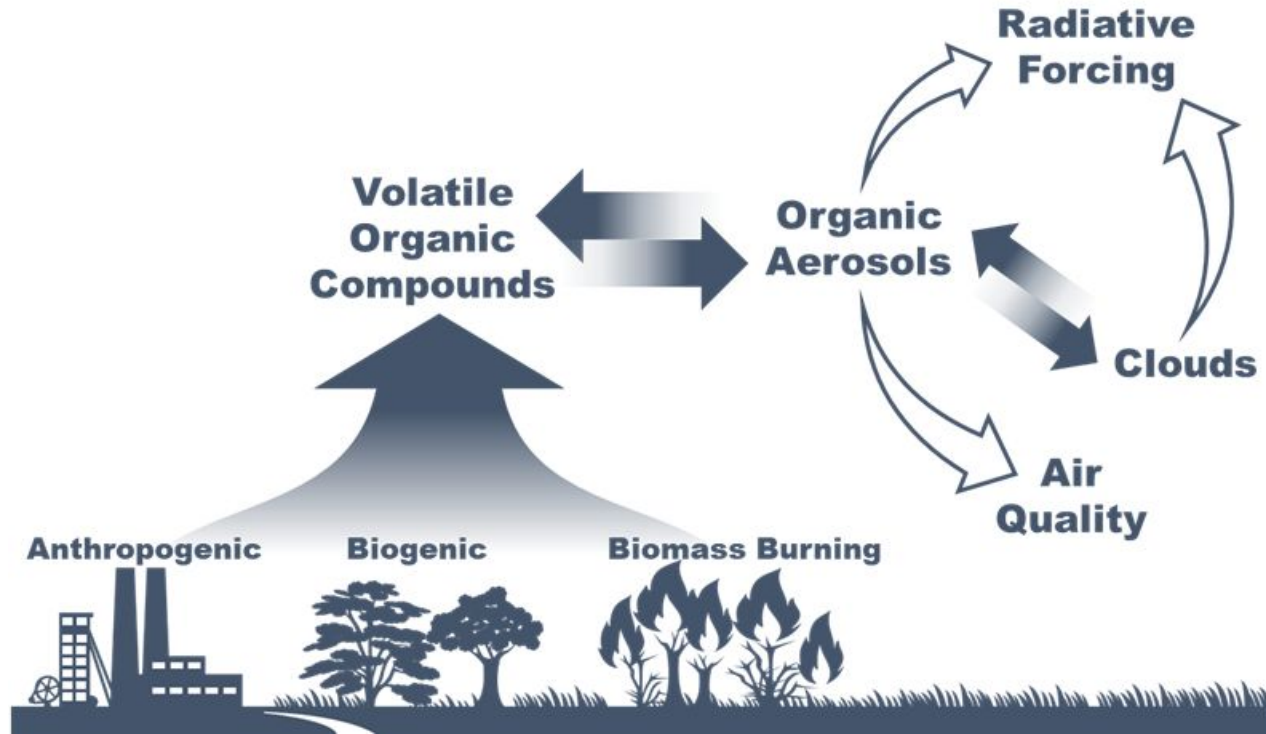 Radiative
Forcing
Volatile
Organic
Compounds
Organic
Aerosols
Clouds
Air
Quality
Anthropogenic
Biogenic
Biomass Burning